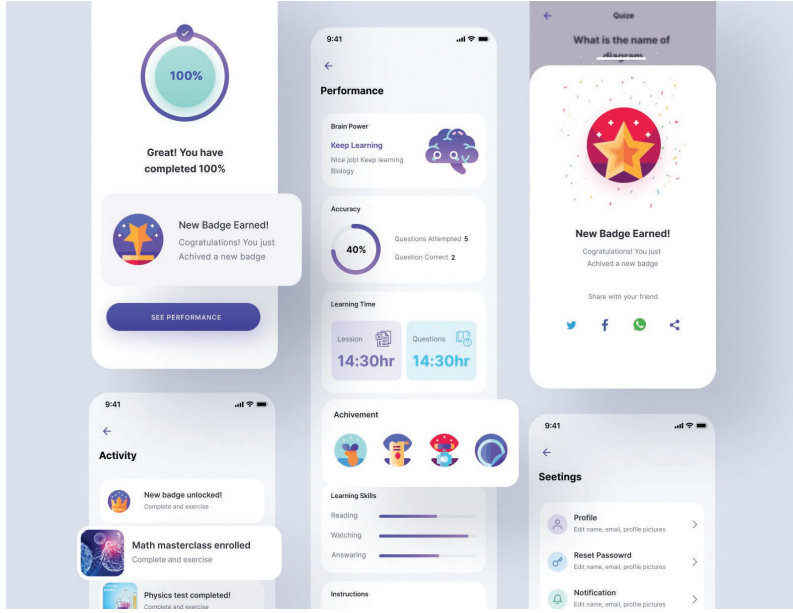 100%
Great! You have
completed 100%
New Badge Earned!
Cogratulations! You just
Achived a new badge
SEE PERFORMANCE
9:41
Activity
New badge unlocked!
Complete and exercise
Math masterclass enrolled
Complete and exercise
Physics test completed!
Complete and exercise
9:41
Performance
Brain Power
Keep Learning
Nice job! Keep learning
Biology
Accuracy
40%
Questions Attempted 5
Question Correct 2
Learning Time
Lession
14:30hr
Questions
14:30hr
Achivement
Learning Skills
Reading
Watching
Answaring
Instructions
Quize
What is the name of
diagram
New Badge Earned!
Cogratulations! You just
Achived a new badge
Share with your friend
9:41
Seetings
Profile
Edit name, email, profile pictures
Reset Passowrd
Edit name, email, profile pictures
Notification
Edit name, email, profile pictures